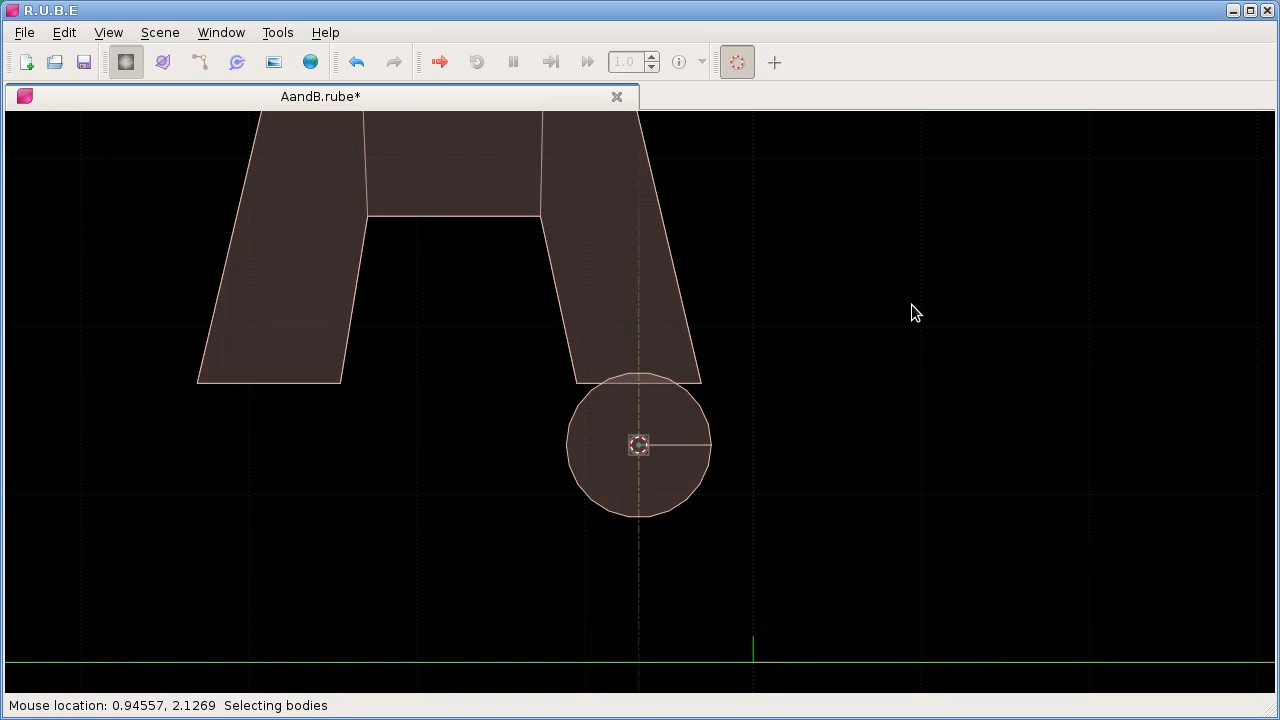 R.U.B.E
File Edit View Scene Window Tools Help
1.0
AandB.rube*
Mouse location: 0.94557, 2.1269 Selecting bodies